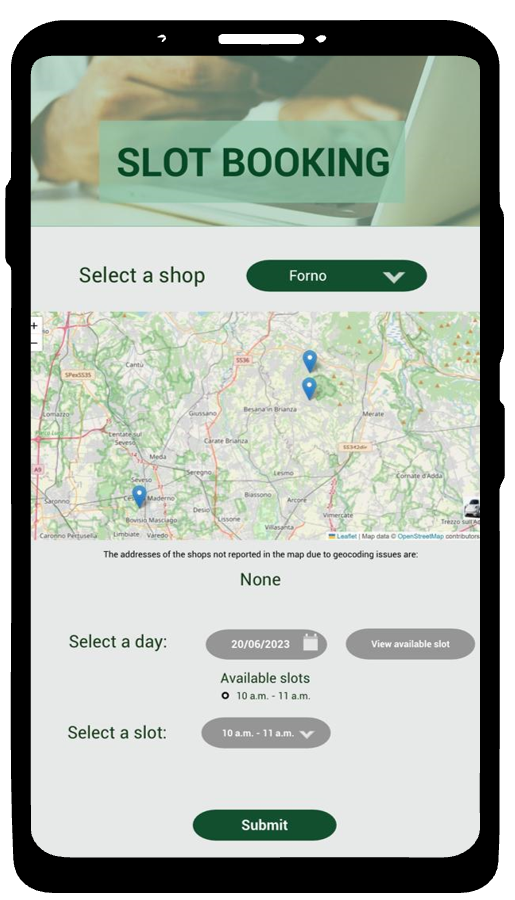 SLOT BOOKING
Select a shop
Forno
+
−
SS36
SPexSS35
Cantù
Giussano
Besana in Brianza
Merate
Lomazzo
Lentate sul
Seveso
Carate Brianza
SS342dir
Meda
Seregno
Lesmo
Cornate d'Adda
A9
Seveso
Biassono
Saronno
Maderno
Arcore
Desio
Vimercate
Bovisio Masciago
Lissone
Trezzo sull'Ad
Villasanta
Caronno Pertusella
Limbiate
Varedo
Leaflet | Map data © OpenStreetMap contributors
The addresses of the shops not reported in the map due to geocoding issues are:
None
Select a day:
20/06/2023
View available slot
Available slots
10 a.m. - 11 a.m.
Select a slot:
10 a.m. - 11 a.m.
Submit